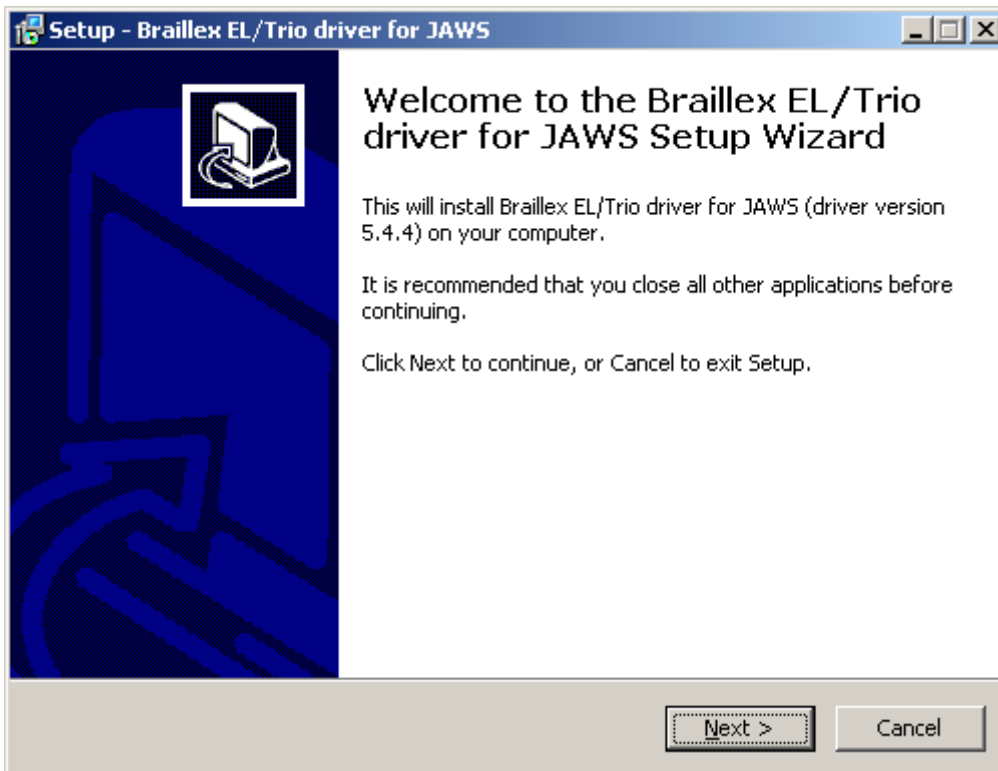 Setup - Braillex EL/Trio driver for JAWS
Welcome to the Braillex EL/Trio
driver for JAWS Setup Wizard
This will install Braillex EL/Trio driver for JAWS (driver version
5.4.4) on your computer.
It is recommended that you close all other applications before
continuing.
Click Next to continue, or Cancel to exit Setup.
Next >
Cancel